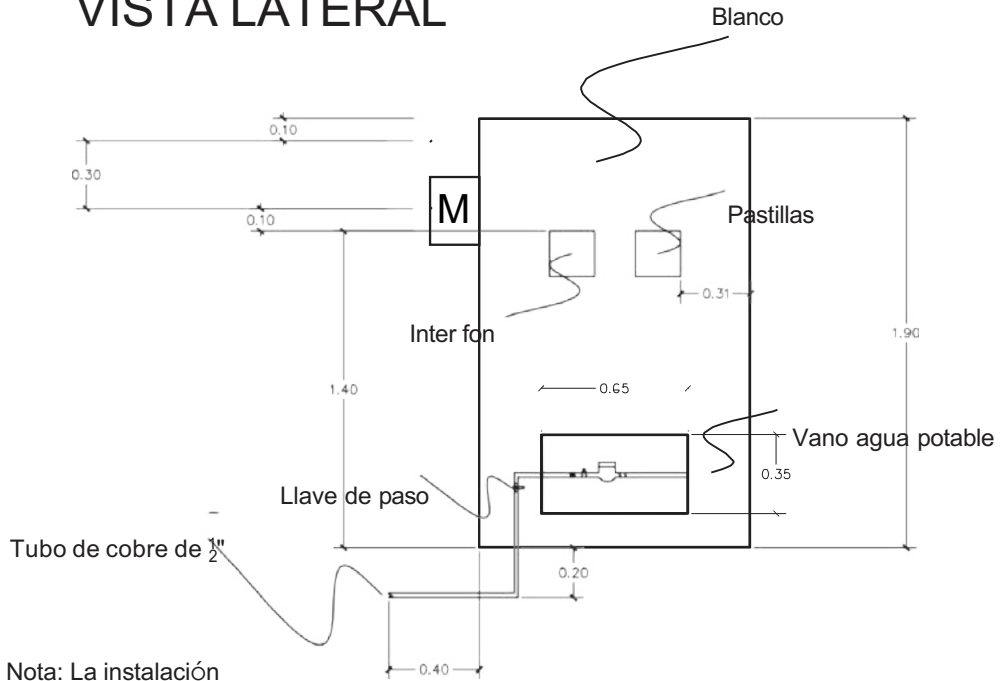 VISTA LATERAL
Blanco
0.10
0.30
M
0.10
Pastillas
0.31
Inter fon
1.90
1.40
0.65
Vano agua potable
0.35
Llave de paso
Tubo de cobre de ½"
0.20
0.40
Nota: La instalación